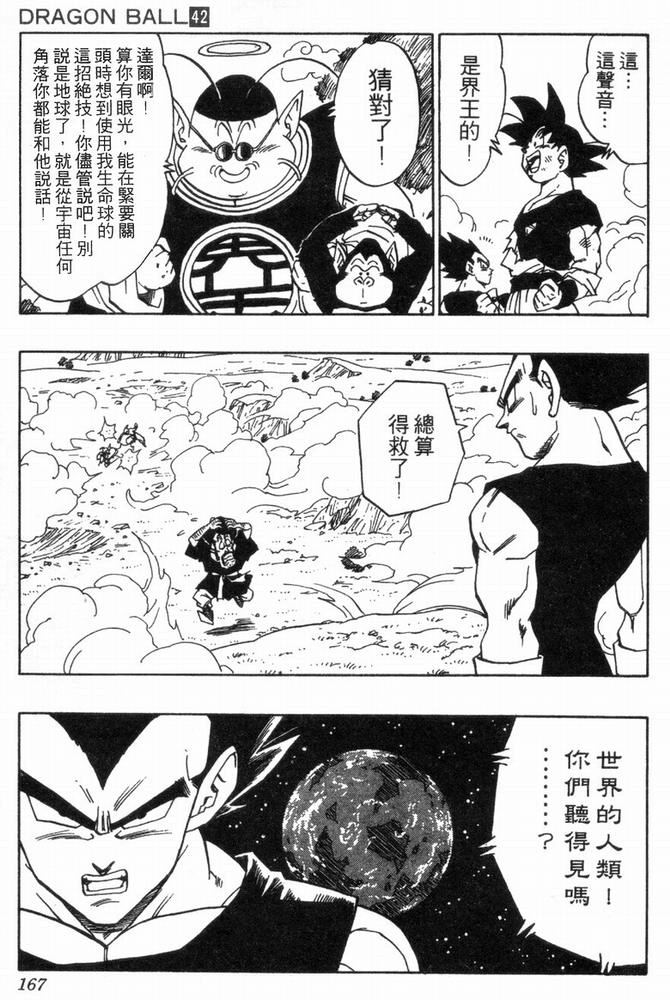 DRAGON BALL 42
這…
這聲音…
是界王的！
猜對了！
達爾啊！
算你有眼光，能在緊要關
頭時想到使用我生命球的
這招絕技！你儘管說吧！別
說是地球了，就是從宇宙任何
角落你都能和他說話！
總算
得救了！
世界的人類！
你們聽得見嗎
………？
167